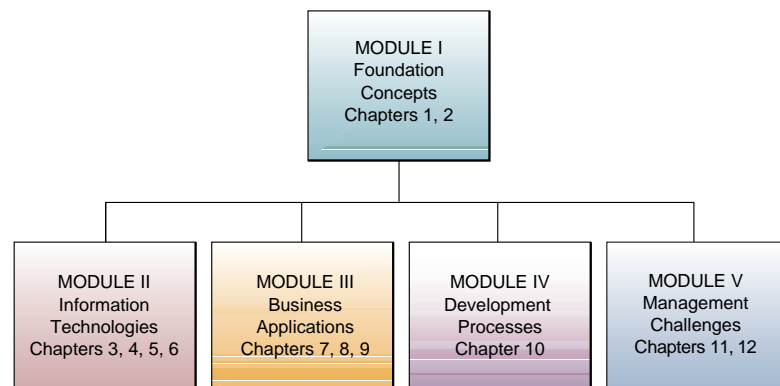 MODULE I
Foundation
Concepts
Chapters 1, 2
MODULE II
Information
Technologies
Chapters 3, 4, 5, 6
MODULE III
Business
Applications
Chapters 7, 8, 9
MODULE IV
Development
Processes
Chapter 10
MODULE V
Management
Challenges
Chapters 11, 12